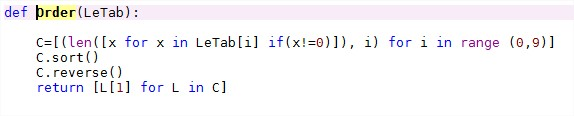 def Order(LeTab):
C=[(len([x for x in LeTab[i] if(x!=0)]), i) for i in range (0,9)]
C.sort()
C.reverse()
return [L[1] for L in C]